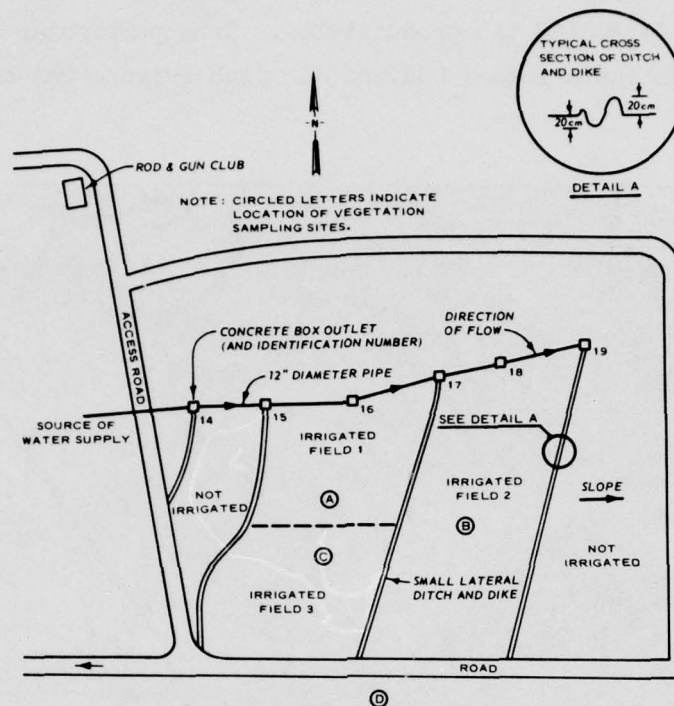 TYPICAL CROSS
SECTION OF DITCH
AND DIKE
20cm
20cm
DETAIL A
ROD & GUN CLUB
-N-
NOTE: CIRCLED LETTERS INDICATE
LOCATION OF VEGETATION
SAMPLING SITES.
ACCESS ROAD
CONCRETE BOX OUTLET
(AND IDENTIFICATION NUMBER)
DIRECTION
OF FLOW
12" DIAMETER PIPE
SOURCE OF
WATER SUPPLY
14
15
16
17
18
19
SEE DETAIL A
IRRIGATED
FIELD 1
NOT
IRRIGATED
IRRIGATED
FIELD 2
SLOPE
A
B
C
NOT
IRRIGATED
IRRIGATED
FIELD 3
SMALL LATERAL
DITCH AND DIKE
ROAD
D